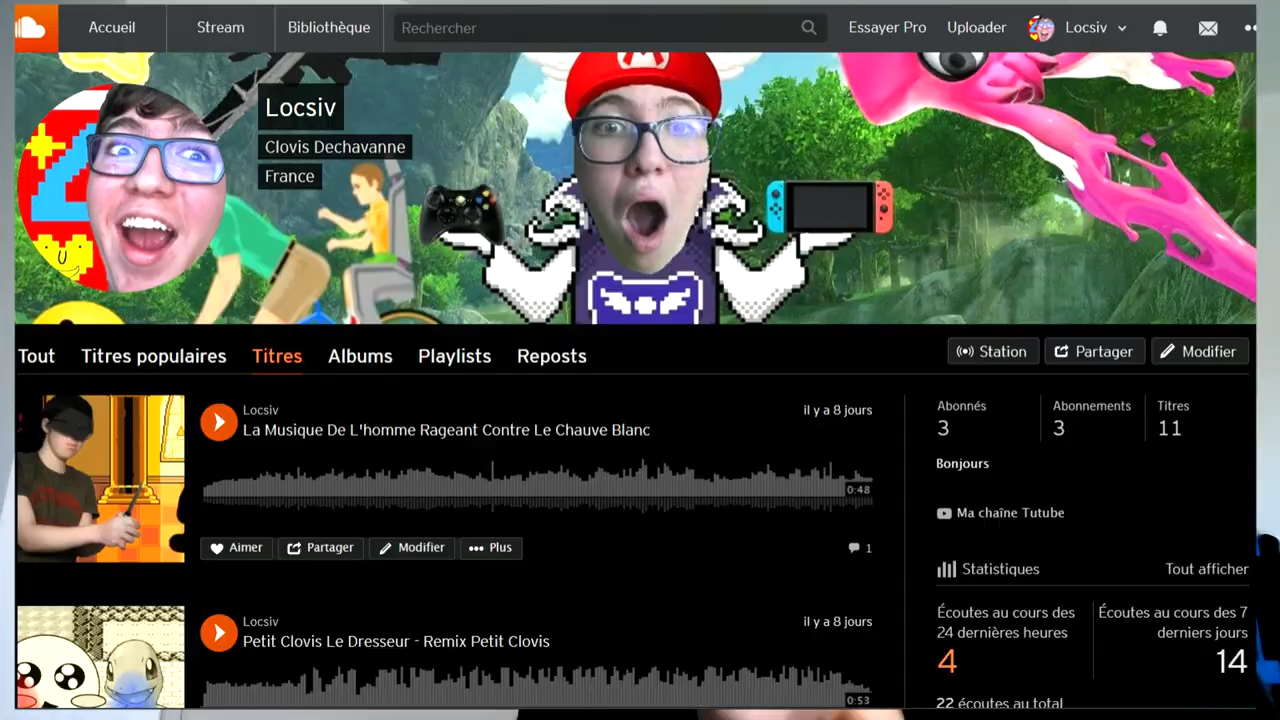 Accueil
Stream
Bibliothèque
Rechercher
Essayer Pro
Uploader
Locsiv
Locsiv
Clovis Dechavanne
France
M
Tout
Titres populaires
Titres
Albums
Playlists
Reposts
Station
Partager
Modifier
Locsiv
il y a 8 jours
La Musique De L'homme Rageant Contre Le Chauve Blanc
0:48
Aimer
Partager
Modifier
Plus
1
Locsiv
il y a 8 jours
Petit Clovis Le Dresseur - Remix Petit Clovis
0:53
Abonnés
3
Abonnements
3
Titres
11
Bonjours
Ma chaîne Tutube
Statistiques
Tout afficher
Écoutes au cours des
24 dernières heures
4
Écoutes au cours des 7
derniers jours
14
22 écoutes au total